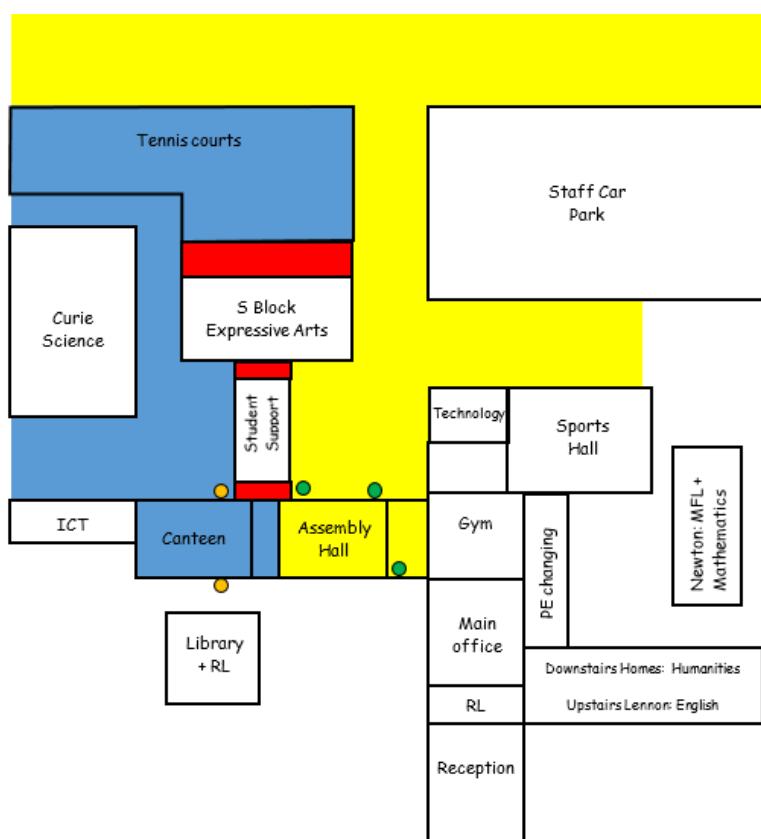 Tennis courts
Staff Car
Park
Curie
Science
S Block
Expressive Arts
Student
Support
Technology
Sports
Hall
ICT
Canteen
Assembly
Hall
Gym
PE changing
Newton: MFL +
Mathematics
Library
+ RL
Main
office
Downstairs Homes: Humanities
RL
Upstairs Lennon: English
Reception